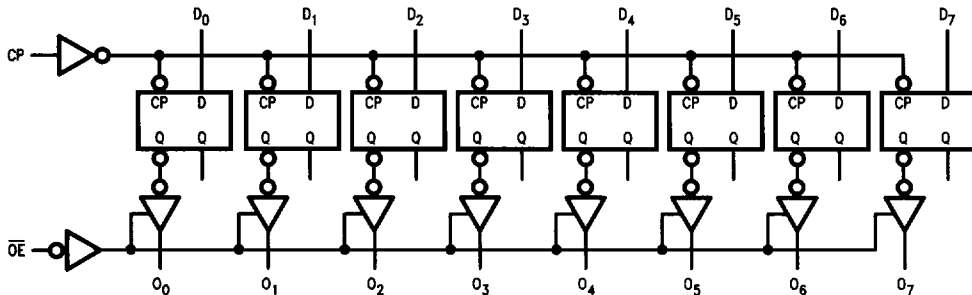 D0 D1 D2 D3 D4 D5 D6 D7
CP
CP D CP D CP D CP D CP D CP D CP D CP D
Q Q Q Q Q Q Q Q Q Q Q Q Q Q Q Q
OE
O0 O1 O2 O3 O4 O5 O6 O7